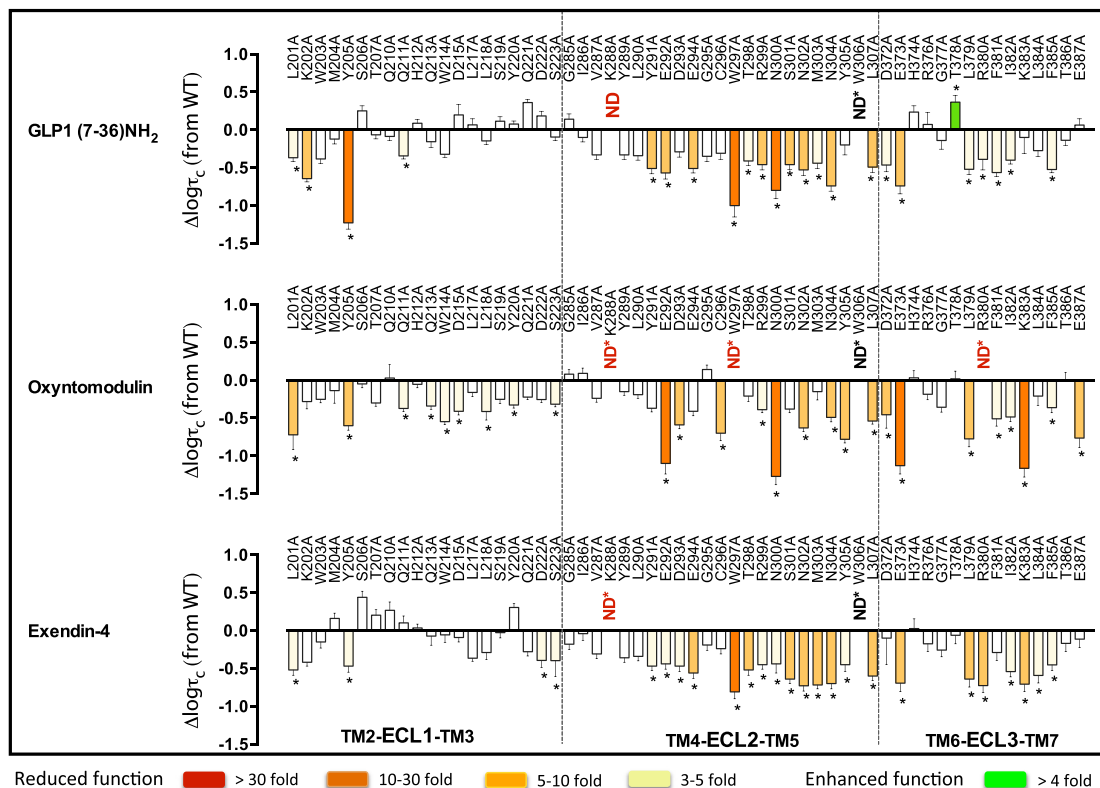 L201A K202A W203A M204A Y205A S206A T207A Q210A Q211A H212A Q213A W214A D215A L217A L218A S219A Y220A Q221A D222A S223A G285A I286A V287A K288A Y289A L290A Y291A E292A D293A E294A G295A C296A W297A T298A R299A N300A S301A N302A M303A N304A Y305A W306A L307A D372A E373A H374A R376A G377A T378A L379A R380A F381A I382A K383A L384A F385A T386A E387A
GLP1 (7-36)NH2
Δlogτc (from WT)
1.0
0.5
0.0
-0.5
-1.0
-1.5
ND
ND*
* * * * * * * * * * * * * * * * * * * * * * * * *
L201A K202A W203A M204A Y205A S206A T207A Q210A Q211A H212A Q213A W214A D215A L217A L218A S219A Y220A Q221A D222A S223A G285A I286A V287A K288A Y289A L290A Y291A E292A D293A E294A G295A C296A W297A T298A R299A N300A S301A N302A M303A N304A Y305A W306A L307A D372A E373A H374A R376A G377A T378A L379A R380A F381A I382A K383A L384A F385A T386A E387A
Oxyntomodulin
Δlogτc (from WT)
1.0
0.5
0.0
-0.5
-1.0
-1.5
ND*
ND*
ND*
ND*
* * * * * * * * * * * * * * * * * * * * * * * * *
L201A K202A W203A M204A Y205A S206A T207A Q210A Q211A H212A Q213A W214A D215A L217A L218A S219A Y220A Q221A D222A S223A G285A I286A V287A K288A Y289A L290A Y291A E292A D293A E294A G295A C296A W297A T298A R299A N300A S301A N302A M303A N304A Y305A W306A L307A D372A E373A H374A R376A G377A T378A L379A R380A F381A I382A K383A L384A F385A T386A E387A
Exendin-4
Δlogτc (from WT)
1.0
0.5
0.0
-0.5
-1.0
-1.5
ND*
ND*
* * * * * * * * * * * * * * * * * * * * * * * * *
TM2-ECL1-TM3
TM4-ECL2-TM5
TM6-ECL3-TM7
Reduced function > 30 fold 10-30 fold 5-10 fold 3-5 fold Enhanced function > 4 fold